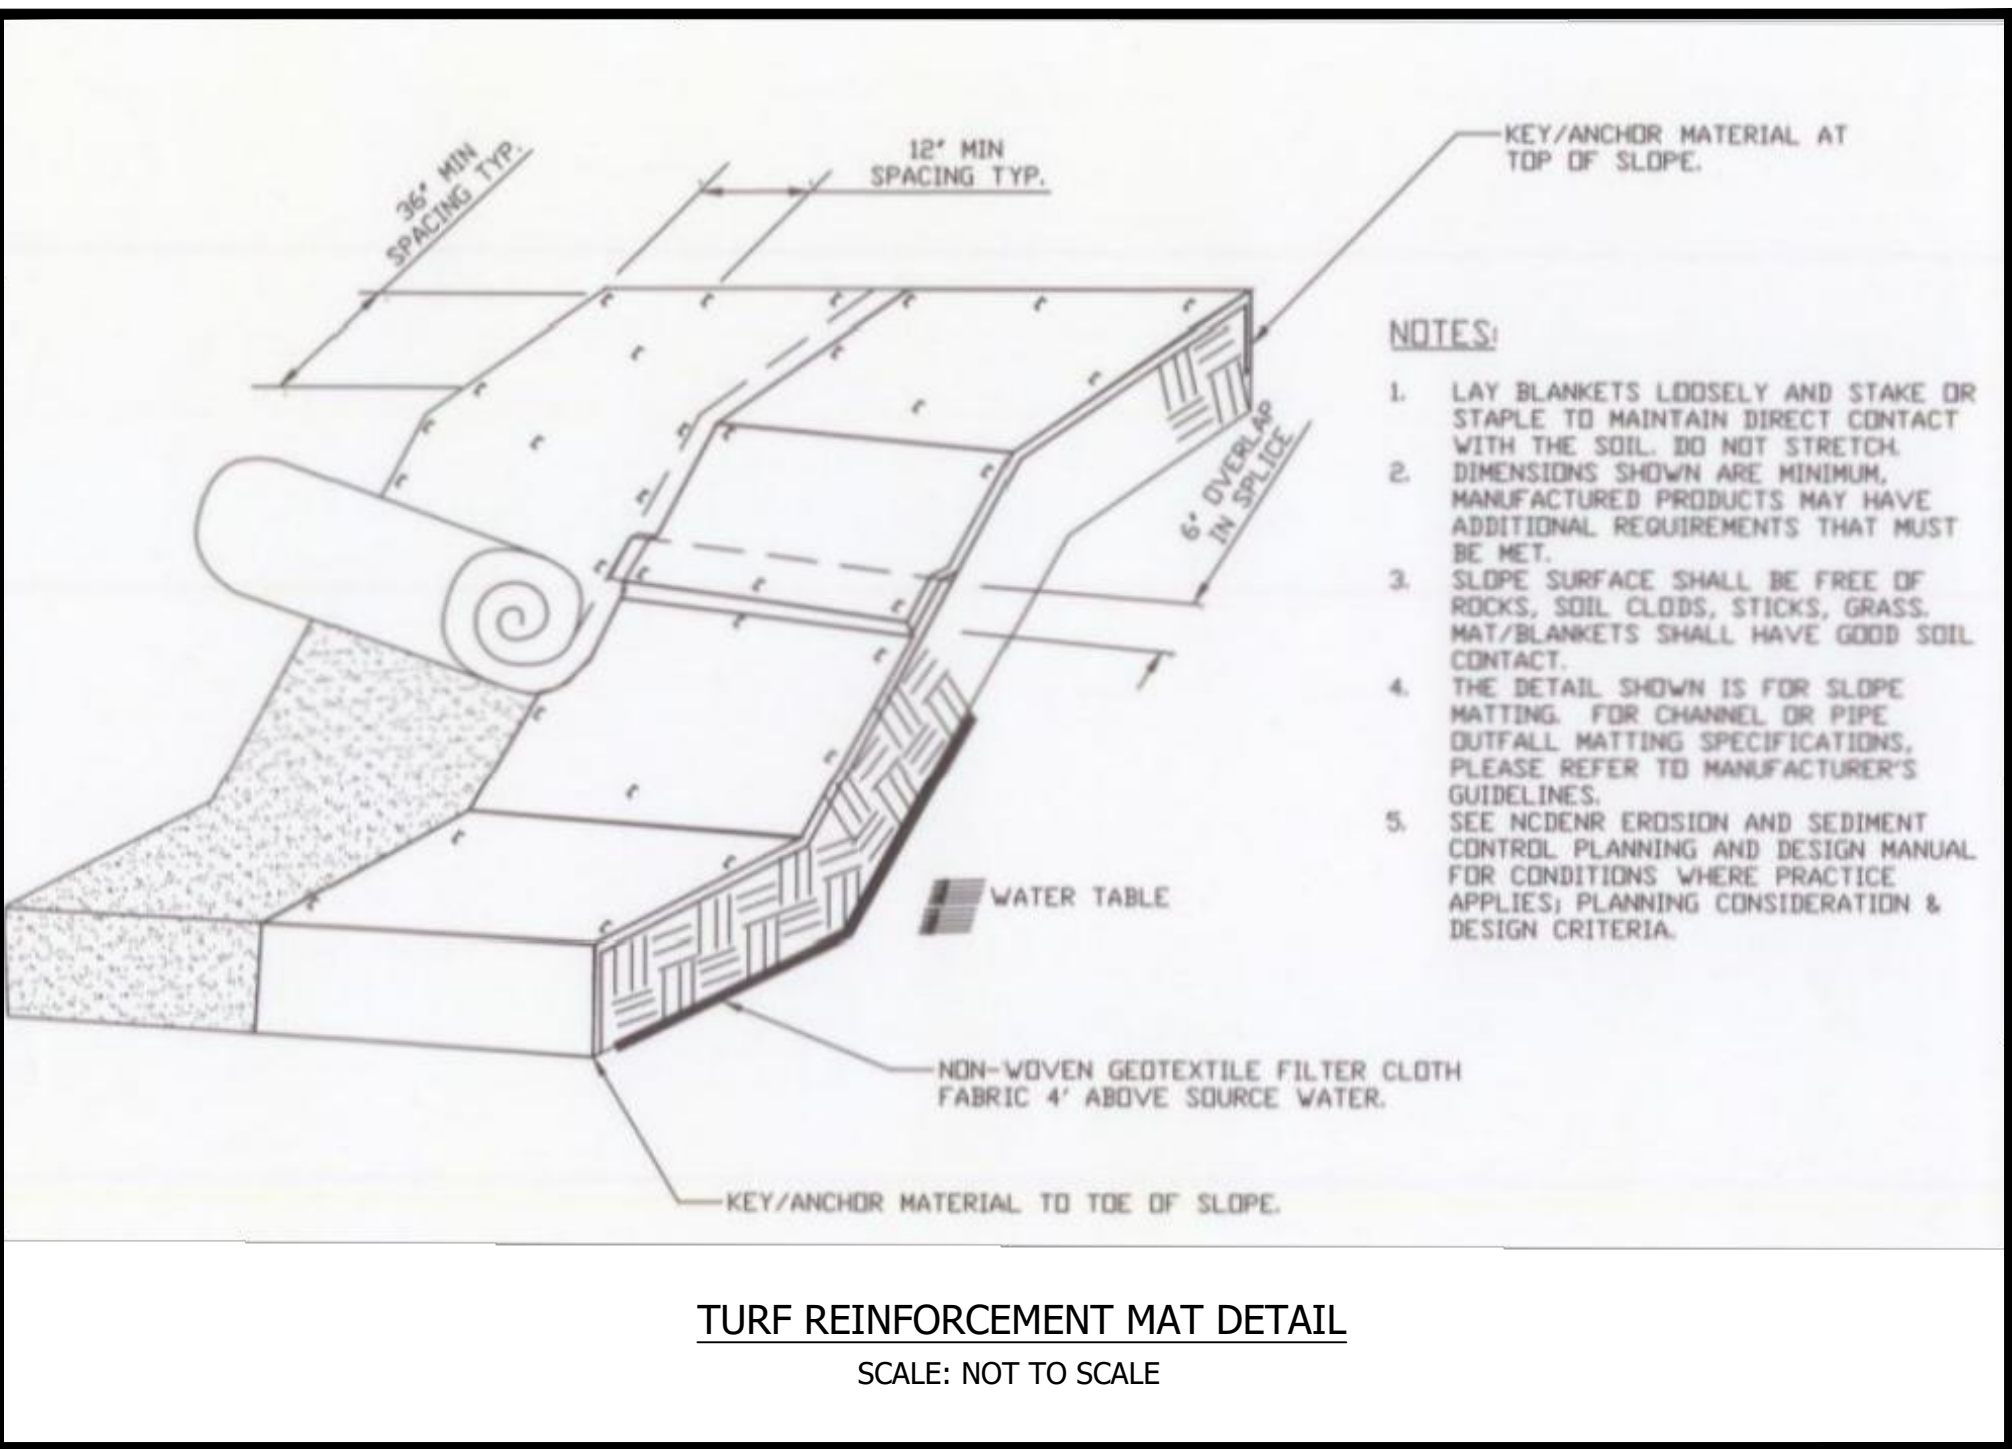 36" MIN
SPACING TYP.
12" MIN
SPACING TYP.
KEY/ANCHOR MATERIAL AT
TOP OF SLOPE.
6" OVERLAP
IN SPLICE
NOTES:
1. LAY BLANKETS LOOSELY AND STAKE OR
STAPLE TO MAINTAIN DIRECT CONTACT
WITH THE SOIL. DO NOT STRETCH.
2. DIMENSIONS SHOWN ARE MINIMUM,
MANUFACTURED PRODUCTS MAY HAVE
ADDITIONAL REQUIREMENTS THAT MUST
BE MET.
3. SLOPE SURFACE SHALL BE FREE OF
ROCKS, SOIL CLODS, STICKS, GRASS.
MAT/BLANKETS SHALL HAVE GOOD SOIL
CONTACT.
4. THE DETAIL SHOWN IS FOR SLOPE
MATTING. FOR CHANNEL OR PIPE
OUTFALL MATTING SPECIFICATIONS,
PLEASE REFER TO MANUFACTURER'S
GUIDELINES.
5. SEE NCDENR EROSION AND SEDIMENT
CONTROL PLANNING AND DESIGN MANUAL
FOR CONDITIONS WHERE PRACTICE
APPLIES; PLANNING CONSIDERATION &
DESIGN CRITERIA.
WATER TABLE
NON-WOVEN GEOTEXTILE FILTER CLOTH
FABRIC 4' ABOVE SOURCE WATER.
KEY/ANCHOR MATERIAL TO TOE OF SLOPE.
TURF REINFORCEMENT MAT DETAIL
SCALE: NOT TO SCALE